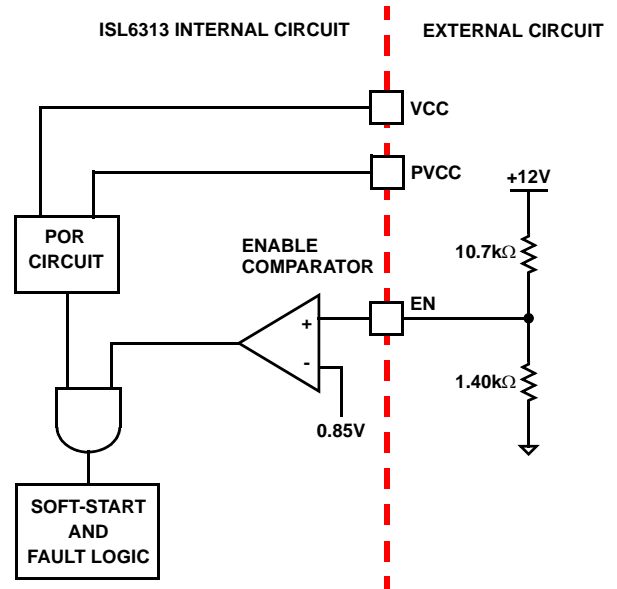 ISL6313 INTERNAL CIRCUIT
EXTERNAL CIRCUIT
VCC
PVCC
+12V
POR
CIRCUIT
ENABLE
COMPARATOR
10.7kΩ
EN
+
-
1.40kΩ
0.85V
SOFT-START
AND
FAULT LOGIC